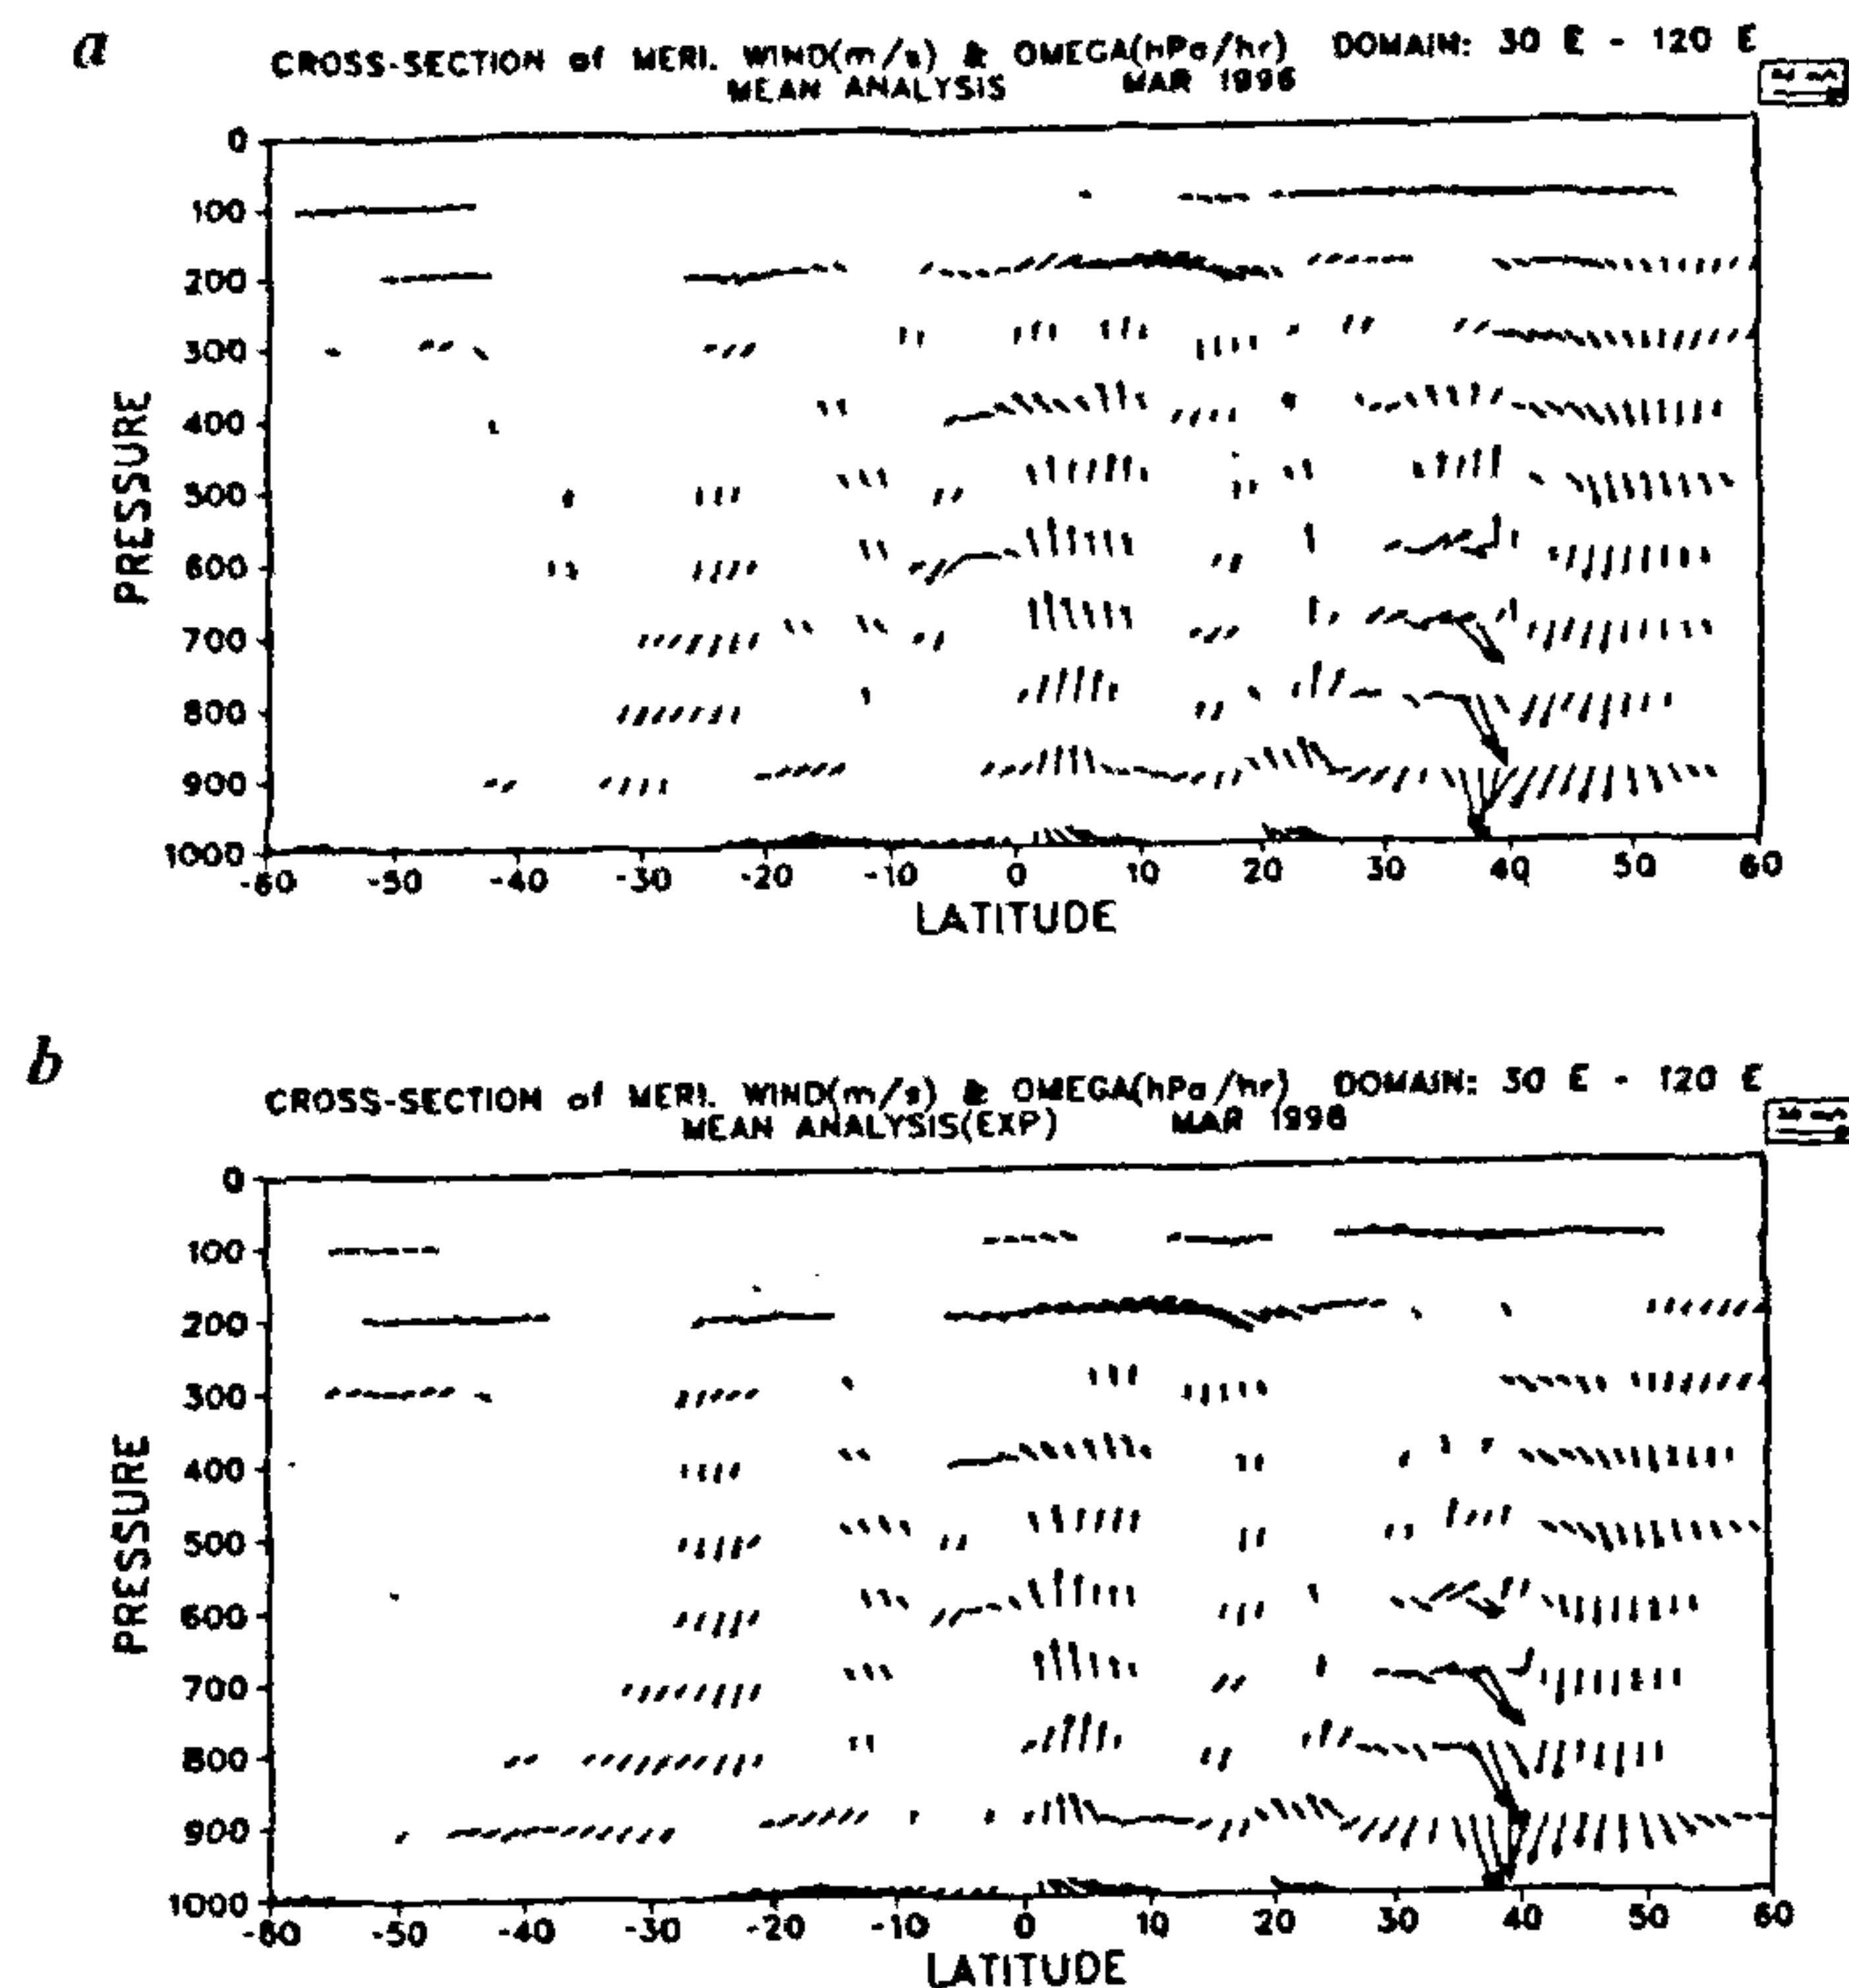 a
CROSS-SECTION of MERI. WIND(m/s) & OMEGA(hPa/hr) DOMAIN: 30 E - 120 E
MEAN ANALYSIS MAR 1996
0
100
200
300
400
500
600
700
800
900
1000
PRESSURE
-60 -50 -40 -30 -20 -10 0 10 20 30 40 50 60
LATITUDE
b
CROSS-SECTION of MERI. WIND(m/s) & OMEGA(hPa/hr) DOMAIN: 30 E - 120 E
MEAN ANALYSIS(EXP) MAR 1996
0
100
200
300
400
500
600
700
800
900
1000
PRESSURE
-60 -50 -40 -30 -20 -10 0 10 20 30 40 50 60
LATITUDE